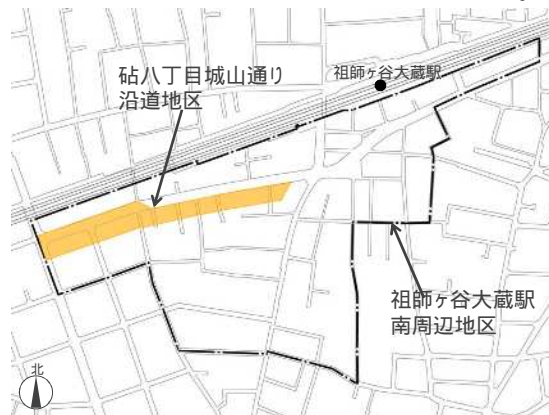 砧八丁目城山通り
沿道地区
祖師ヶ谷大蔵駅
祖師ヶ谷大蔵駅
南周辺地区
北